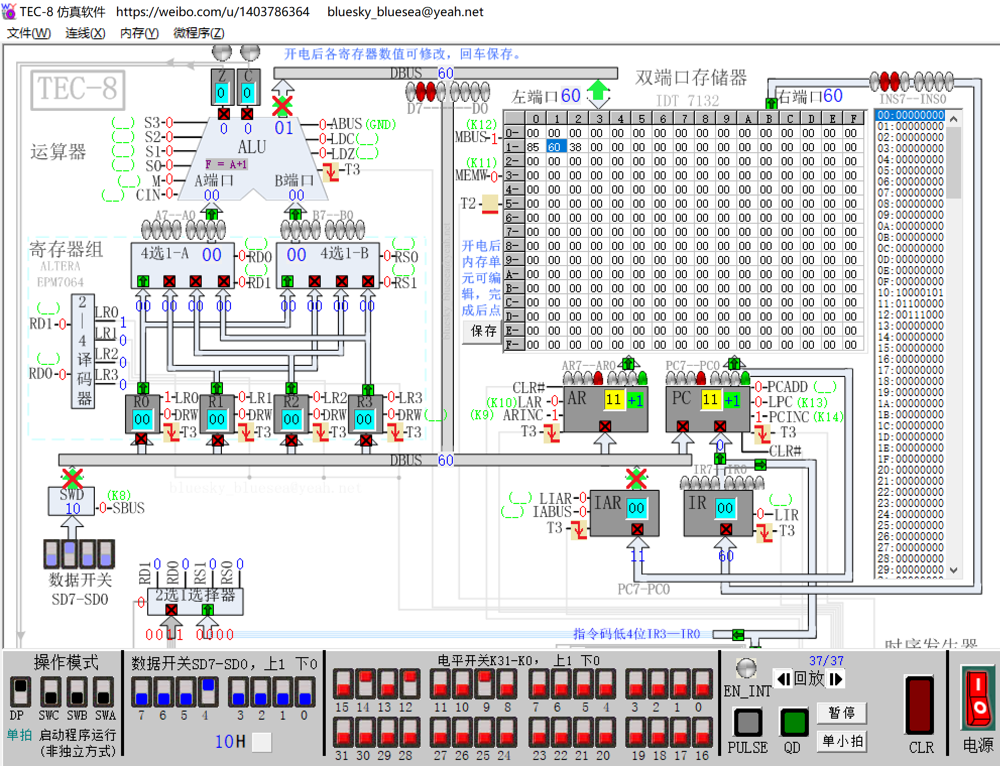 TEC-8 仿真软件 https://weibo.com/u/1403786364 bluesky_bluesea@yeah.net
文件(W) 连线(X) 内存(Y) 微程序(Z)
开电后各寄存器数值可修改，回车保存。
TEC-8
Z C
0 0
DBUS 60
D7------D0
双端口存储器
IDT 7132
左端口60
右端口60
INS7--INS0
运算器
(__) S3-0
(__) S2-0
(__) S1-0
(__) S0-0
(__) M-0
(__) CIN-0
0 0 01
ALU
F = A+1
A端口 B端口
00 00
0-ABUS(GND)
0-LDC(__)
0-LDZ(__)
T3
(K12)
MBUS-1
(K11)
MEMW-0
T2
开电后
内存单
元可编
辑，完
成后点
保存
0 1 2 3 4 5 6 7 8 9 A B C D E F
0- 00 00 00 00 00 00 00 00 00 00 00 00 00 00 00 00
1- 85 60 38 00 00 00 00 00 00 00 00 00 00 00 00 00
2- 00 00 00 00 00 00 00 00 00 00 00 00 00 00 00 00
3- 00 00 00 00 00 00 00 00 00 00 00 00 00 00 00 00
4- 00 00 00 00 00 00 00 00 00 00 00 00 00 00 00 00
5- 00 00 00 00 00 00 00 00 00 00 00 00 00 00 00 00
6- 00 00 00 00 00 00 00 00 00 00 00 00 00 00 00 00
7- 00 00 00 00 00 00 00 00 00 00 00 00 00 00 00 00
8- 00 00 00 00 00 00 00 00 00 00 00 00 00 00 00 00
9- 00 00 00 00 00 00 00 00 00 00 00 00 00 00 00 00
A- 00 00 00 00 00 00 00 00 00 00 00 00 00 00 00 00
B- 00 00 00 00 00 00 00 00 00 00 00 00 00 00 00 00
C- 00 00 00 00 00 00 00 00 00 00 00 00 00 00 00 00
D- 00 00 00 00 00 00 00 00 00 00 00 00 00 00 00 00
E- 00 00 00 00 00 00 00 00 00 00 00 00 00 00 00 00
F- 00 00 00 00 00 00 00 00 00 00 00 00 00 00 00 00
00:00000000
01:00000000
02:00000000
03:00000000
04:00000000
05:00000000
06:00000000
07:00000000
08:00000000
09:00000000
0A:00000000
0B:00000000
0C:00000000
0D:00000000
0E:00000000
0F:00000000
10:10000101
11:01100000
12:00111000
13:00000000
14:00000000
15:00000000
16:00000000
17:00000000
18:00000000
19:00000000
1A:00000000
1B:00000000
1C:00000000
1D:00000000
1E:00000000
1F:00000000
20:00000000
21:00000000
22:00000000
23:00000000
24:00000000
25:00000000
26:00000000
27:00000000
28:00000000
29:00000000
A7--A0 B7--B0
寄存器组
ALTERA
EPM7064
4选1-A 00
(__)
0-RD0
(__)
0-RD1
00 4选1-B
(__)
0-RS0
(__)
0-RS1
00 00 00 00 00 00 00 00
2—4译码器
(__)
RD1-0
(__)
RD0-0
LR0 1
LR1 0
LR2 0
LR3 0
R0 00 1-LR0 0-DRW T3
R1 00 0-LR1 0-DRW T3
R2 00 0-LR2 0-DRW T3
R3 00 0-LR3 0-DRW(__) T3
bluesky_bluesea@yeah.net
AR7--AR0 PC7--PC0
CLR#
(K10)LAR -0-
(K9) ARINC-1-
T3
AR 11 +1
PC 11 +1
0-PCADD (__)
0-LPC (K13)
1-PCINC(K14)
T3
CLR#
0
DBUS 60
bluesky_bluesea@yeah.net
SWD
10
(K8)
0-SBUS
数据开关
SD7-SD0
IR7--IR0
(__) LIAR-0
(__) IABUS-0
T3
IAR 00
IR 00
(__)
0-LIR
T3
11 60
PC7-PC0
RD1 0 RD0 0 RS1 0 RS0 0
0 2选1选择器
0011 0000
指令码低4位IR3—IR0
时序发生器
操作模式
DP SWC SWB SWA
单拍 启动程序运行
(非独立方式)
数据开关SD7-SD0，上1 下0
7 6 5 4 3 2 1 0
10H
电平开关K31-K0， 上1 下0
15 14 13 12 11 10 9 8 7 6 5 4 3 2 1 0
31 30 29 28 27 26 25 24 23 22 21 20 19 18 17 16
EN_INT
37/37
回放
PULSE QD
暂停
单小拍
CLR
电源